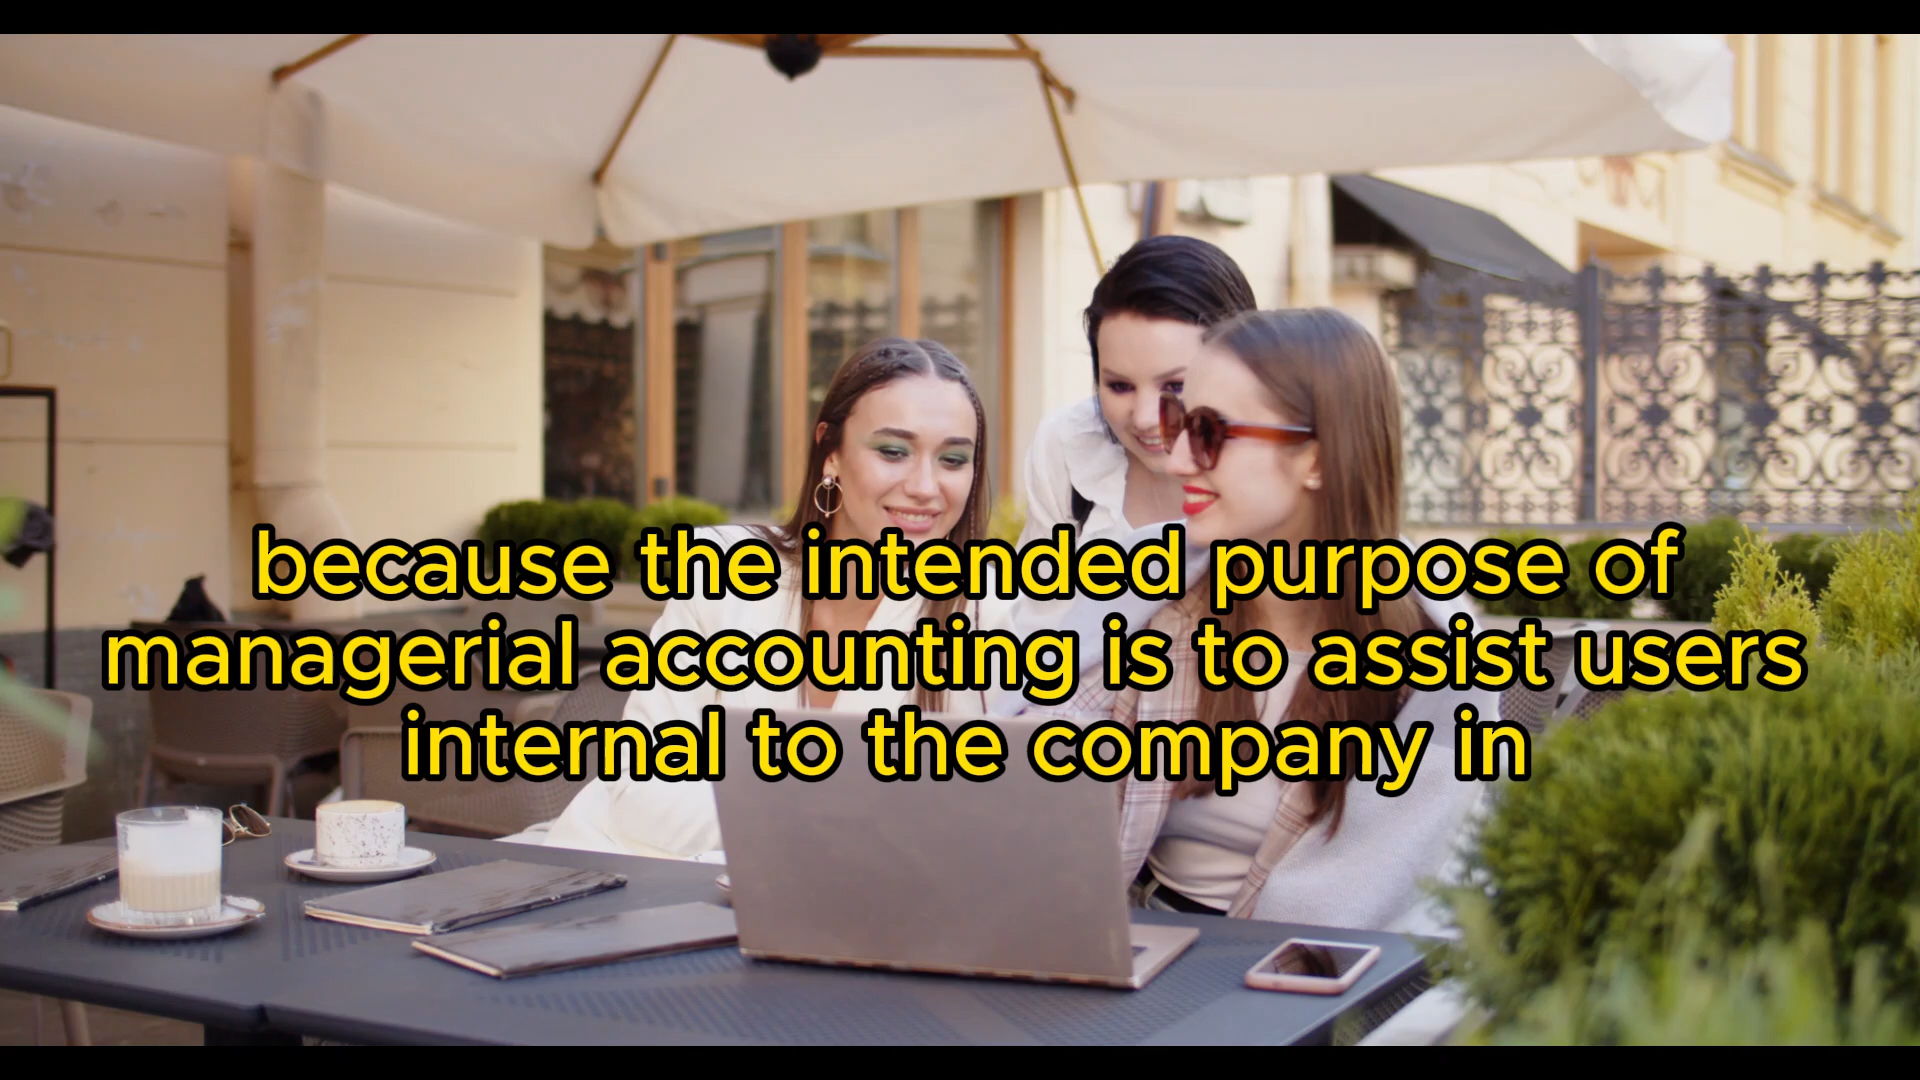 because the intended purpose of
managerial accounting is to assist users
internal to the company in